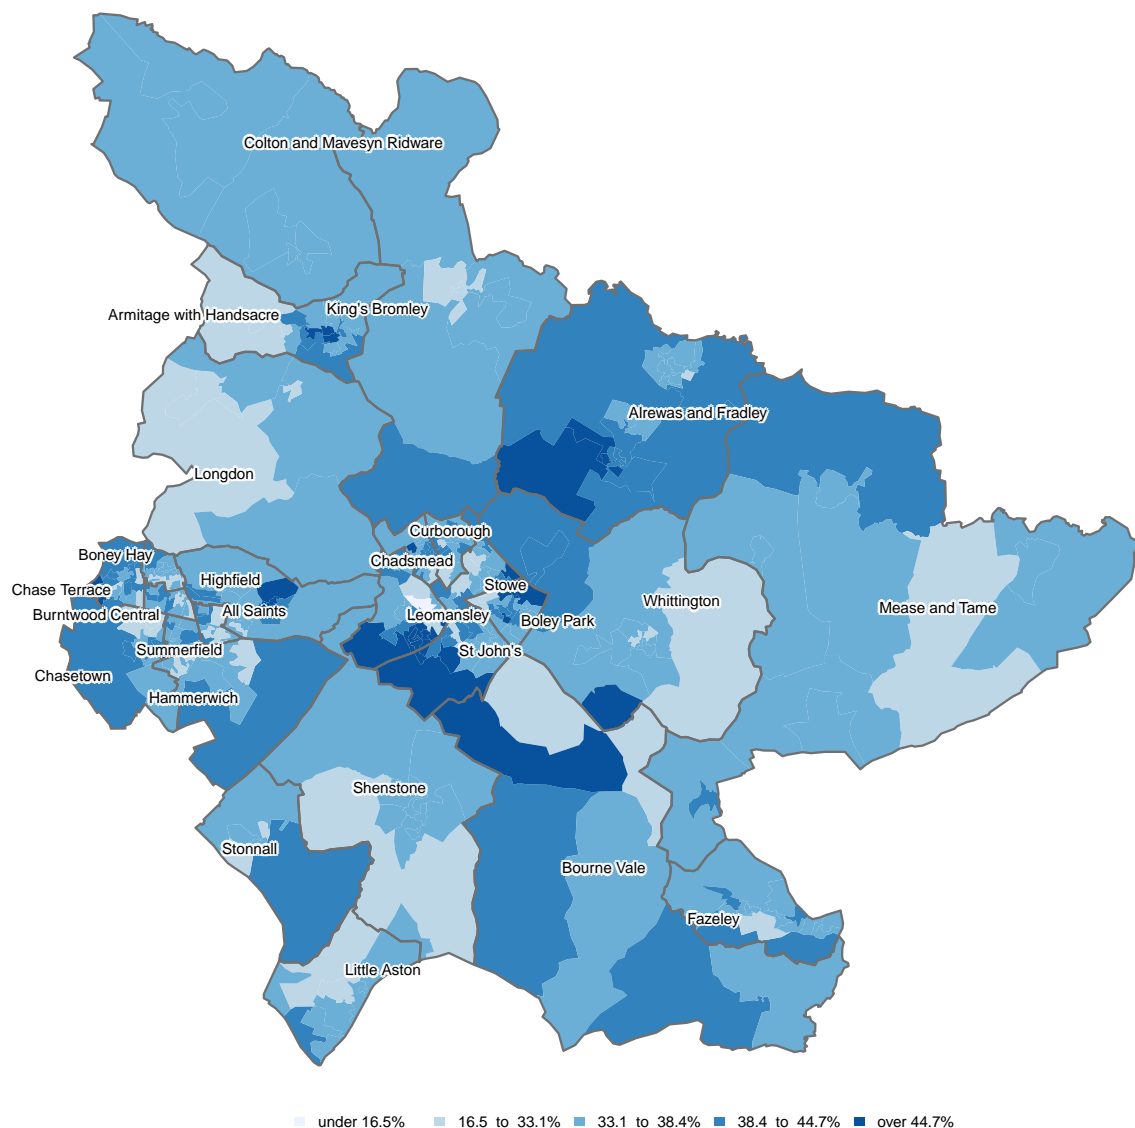 Colton and Mavesyn Ridware
King's Bromley
Armitage with Handsacre
Alrewas and Fradley
Longdon
Curborough
Boney Hay
Chadsmead
Highfield
Stowe
Chase Terrace
Whittington
Mease and Tame
All Saints
Burntwood Central
Leomansley
Boley Park
Summerfield
St John's
Chasetown
Hammerwich
Shenstone
Stonnall
Bourne Vale
Fazeley
Little Aston
under 16.5% 16.5 to 33.1% 33.1 to 38.4% 38.4 to 44.7% over 44.7%